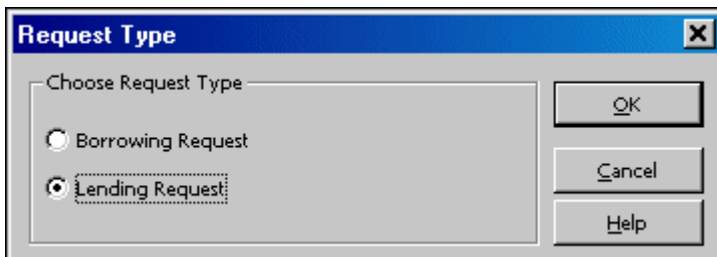 Request Type
Choose Request Type
Borrowing Request
Lending Request
OK
Cancel
Help